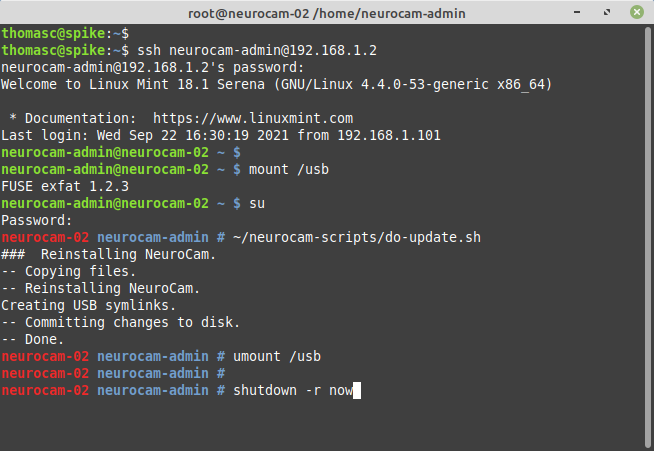 root@neurocam-02 /home/neurocam-admin
thomasc@spike:~$
thomasc@spike:~$ ssh neurocam-admin@192.168.1.2
neurocam-admin@192.168.1.2's password:
Welcome to Linux Mint 18.1 Serena (GNU/Linux 4.4.0-53-generic x86_64)
* Documentation:  https://www.linuxmint.com
Last login: Wed Sep 22 16:30:19 2021 from 192.168.1.101
neurocam-admin@neurocam-02 ~ $
neurocam-admin@neurocam-02 ~ $ mount /usb
FUSE exfat 1.2.3
neurocam-admin@neurocam-02 ~ $ su
Password:
neurocam-02 neurocam-admin # ~/neurocam-scripts/do-update.sh
###  Reinstalling NeuroCam.
-- Copying files.
-- Reinstalling NeuroCam.
Creating USB symlinks.
-- Committing changes to disk.
-- Done.
neurocam-02 neurocam-admin # umount /usb
neurocam-02 neurocam-admin #
neurocam-02 neurocam-admin # shutdown -r now